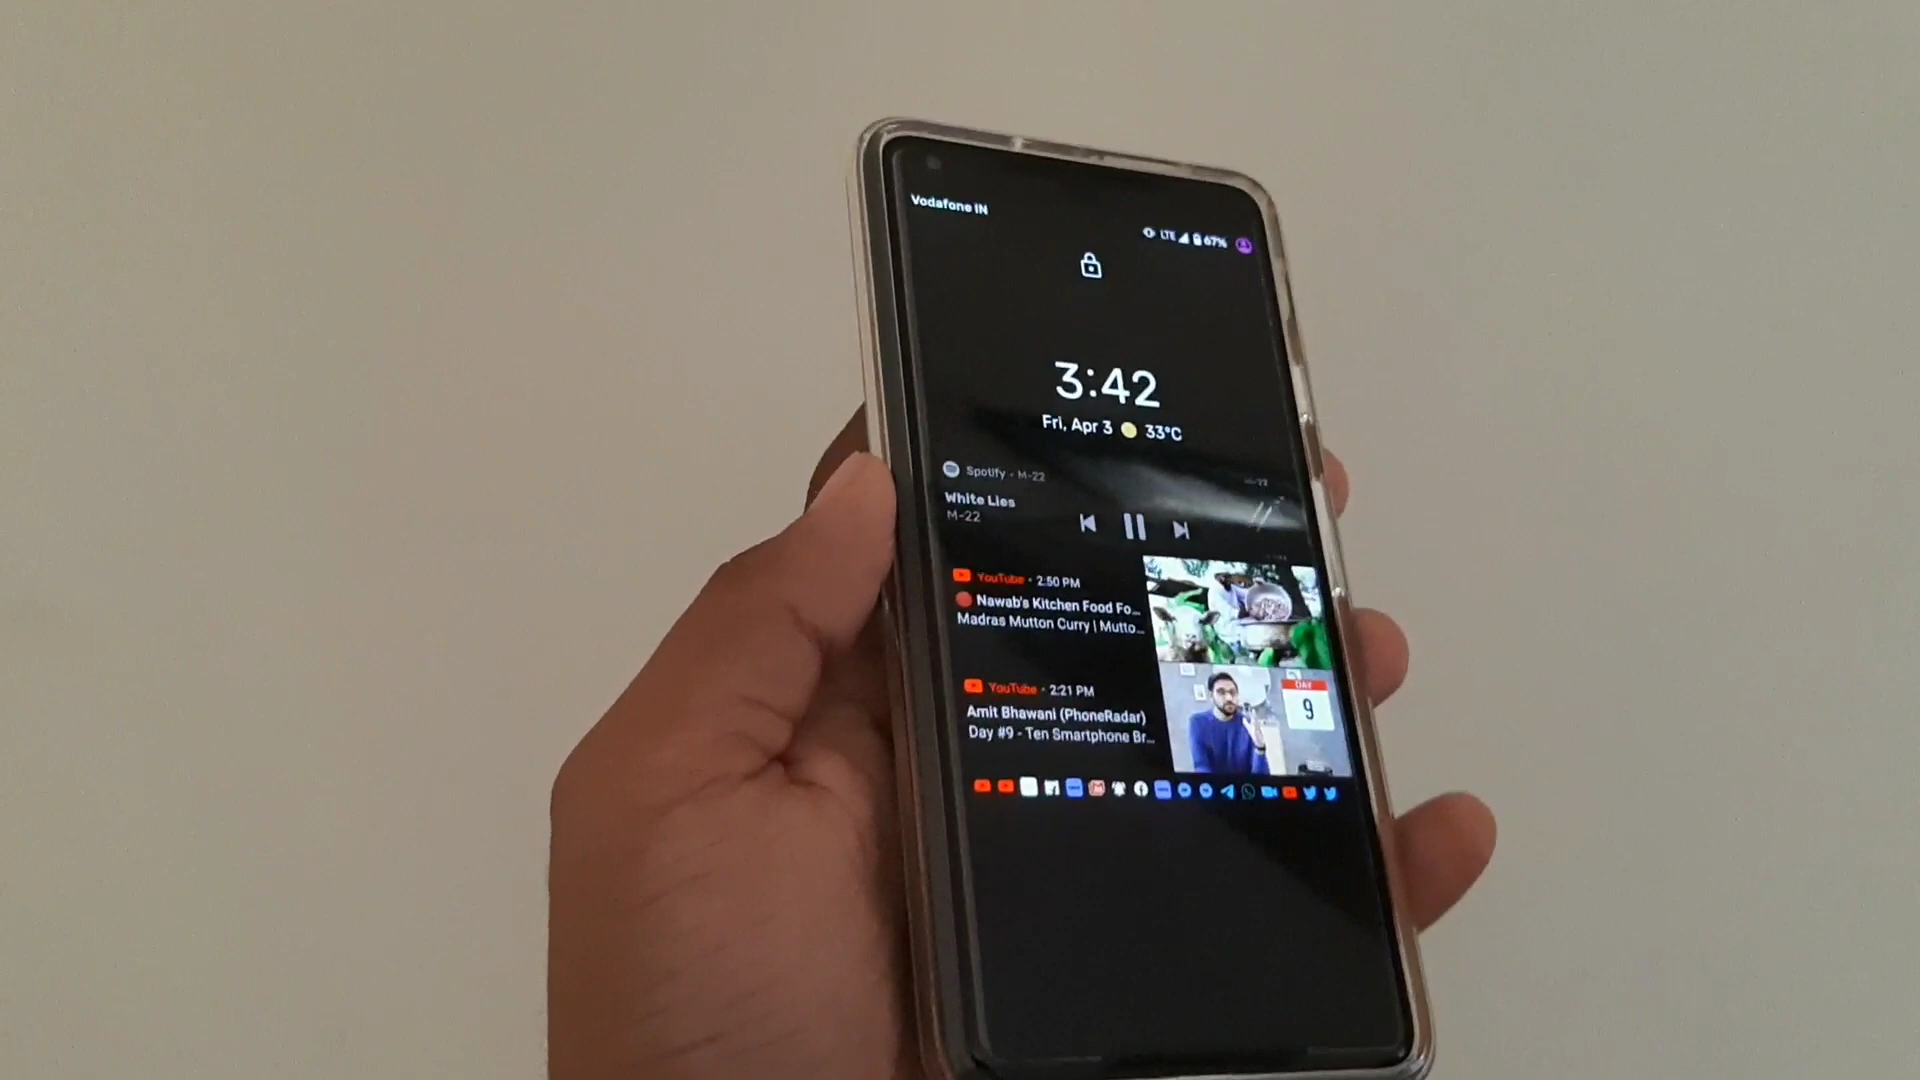 Vodafone IN
LTE 67%
3:42
Fri, Apr 3 33°C
Spotify • M-22
White Lies
M-22
YouTube • 2:50 PM
Nawab's Kitchen Food Fo...
Madras Mutton Curry | Mutto...
YouTube • 2:21 PM
Amit Bhawani (PhoneRadar)
Day #9 - Ten Smartphone Br...
DAY
9